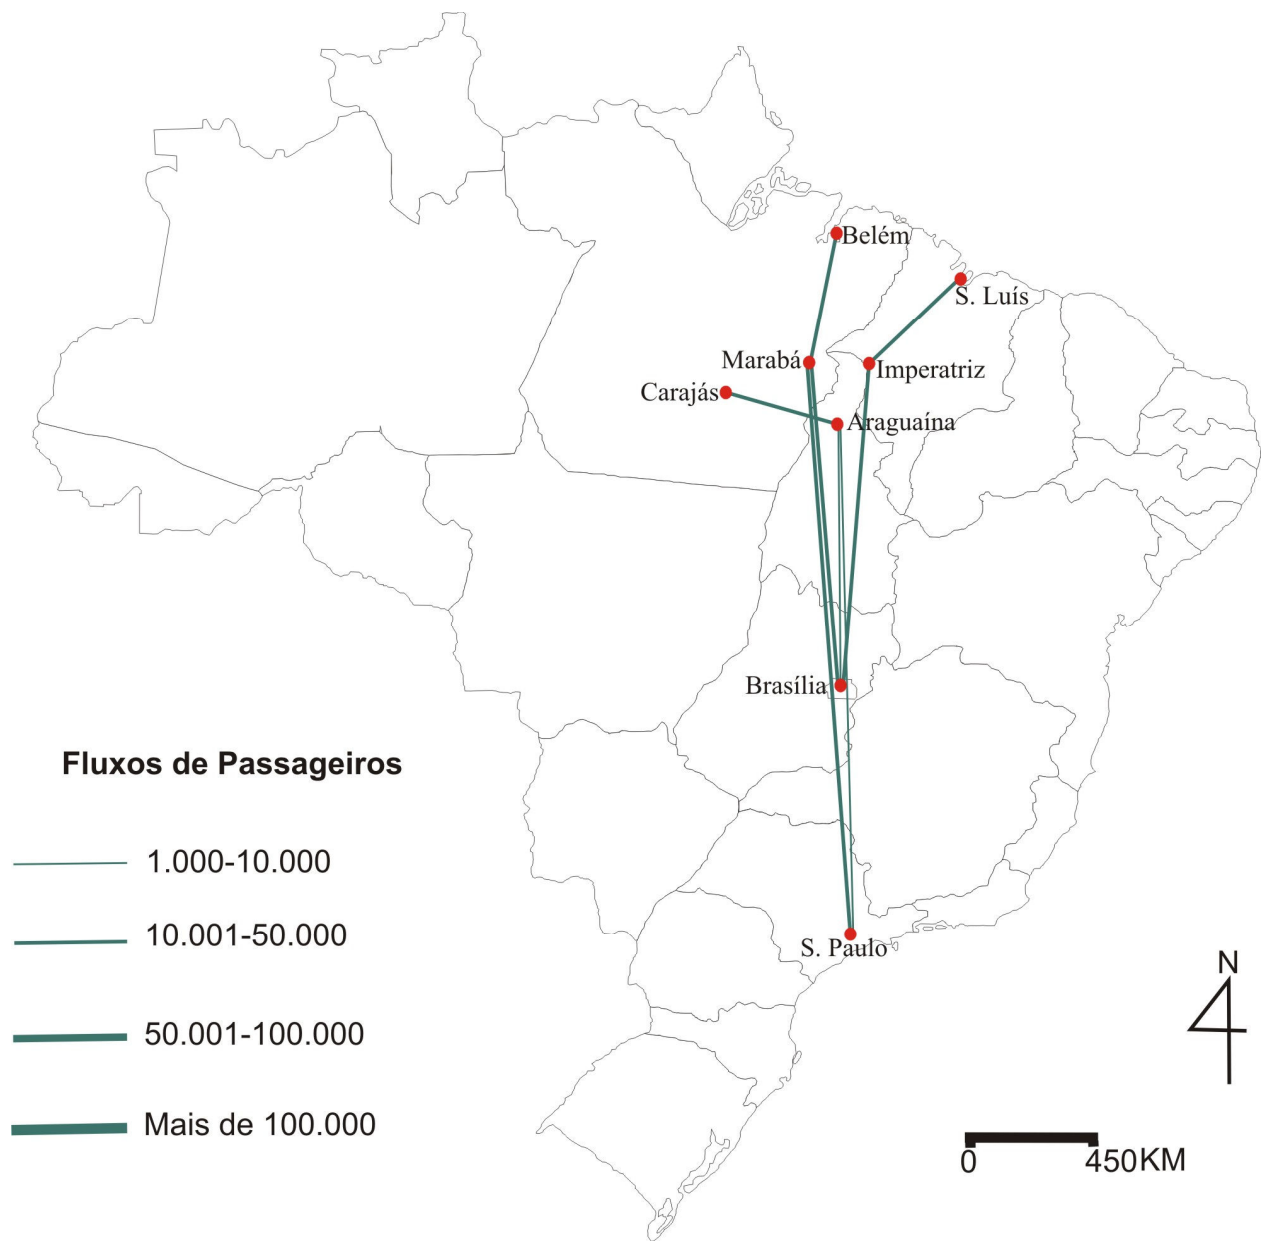 Belém
S. Luís
Marabá
Imperatriz
Carajás
Araguaína
Brasília
Fluxos de Passageiros
1.000-10.000
10.001-50.000
S. Paulo
N
50.001-100.000
Mais de 100.000
0
450KM